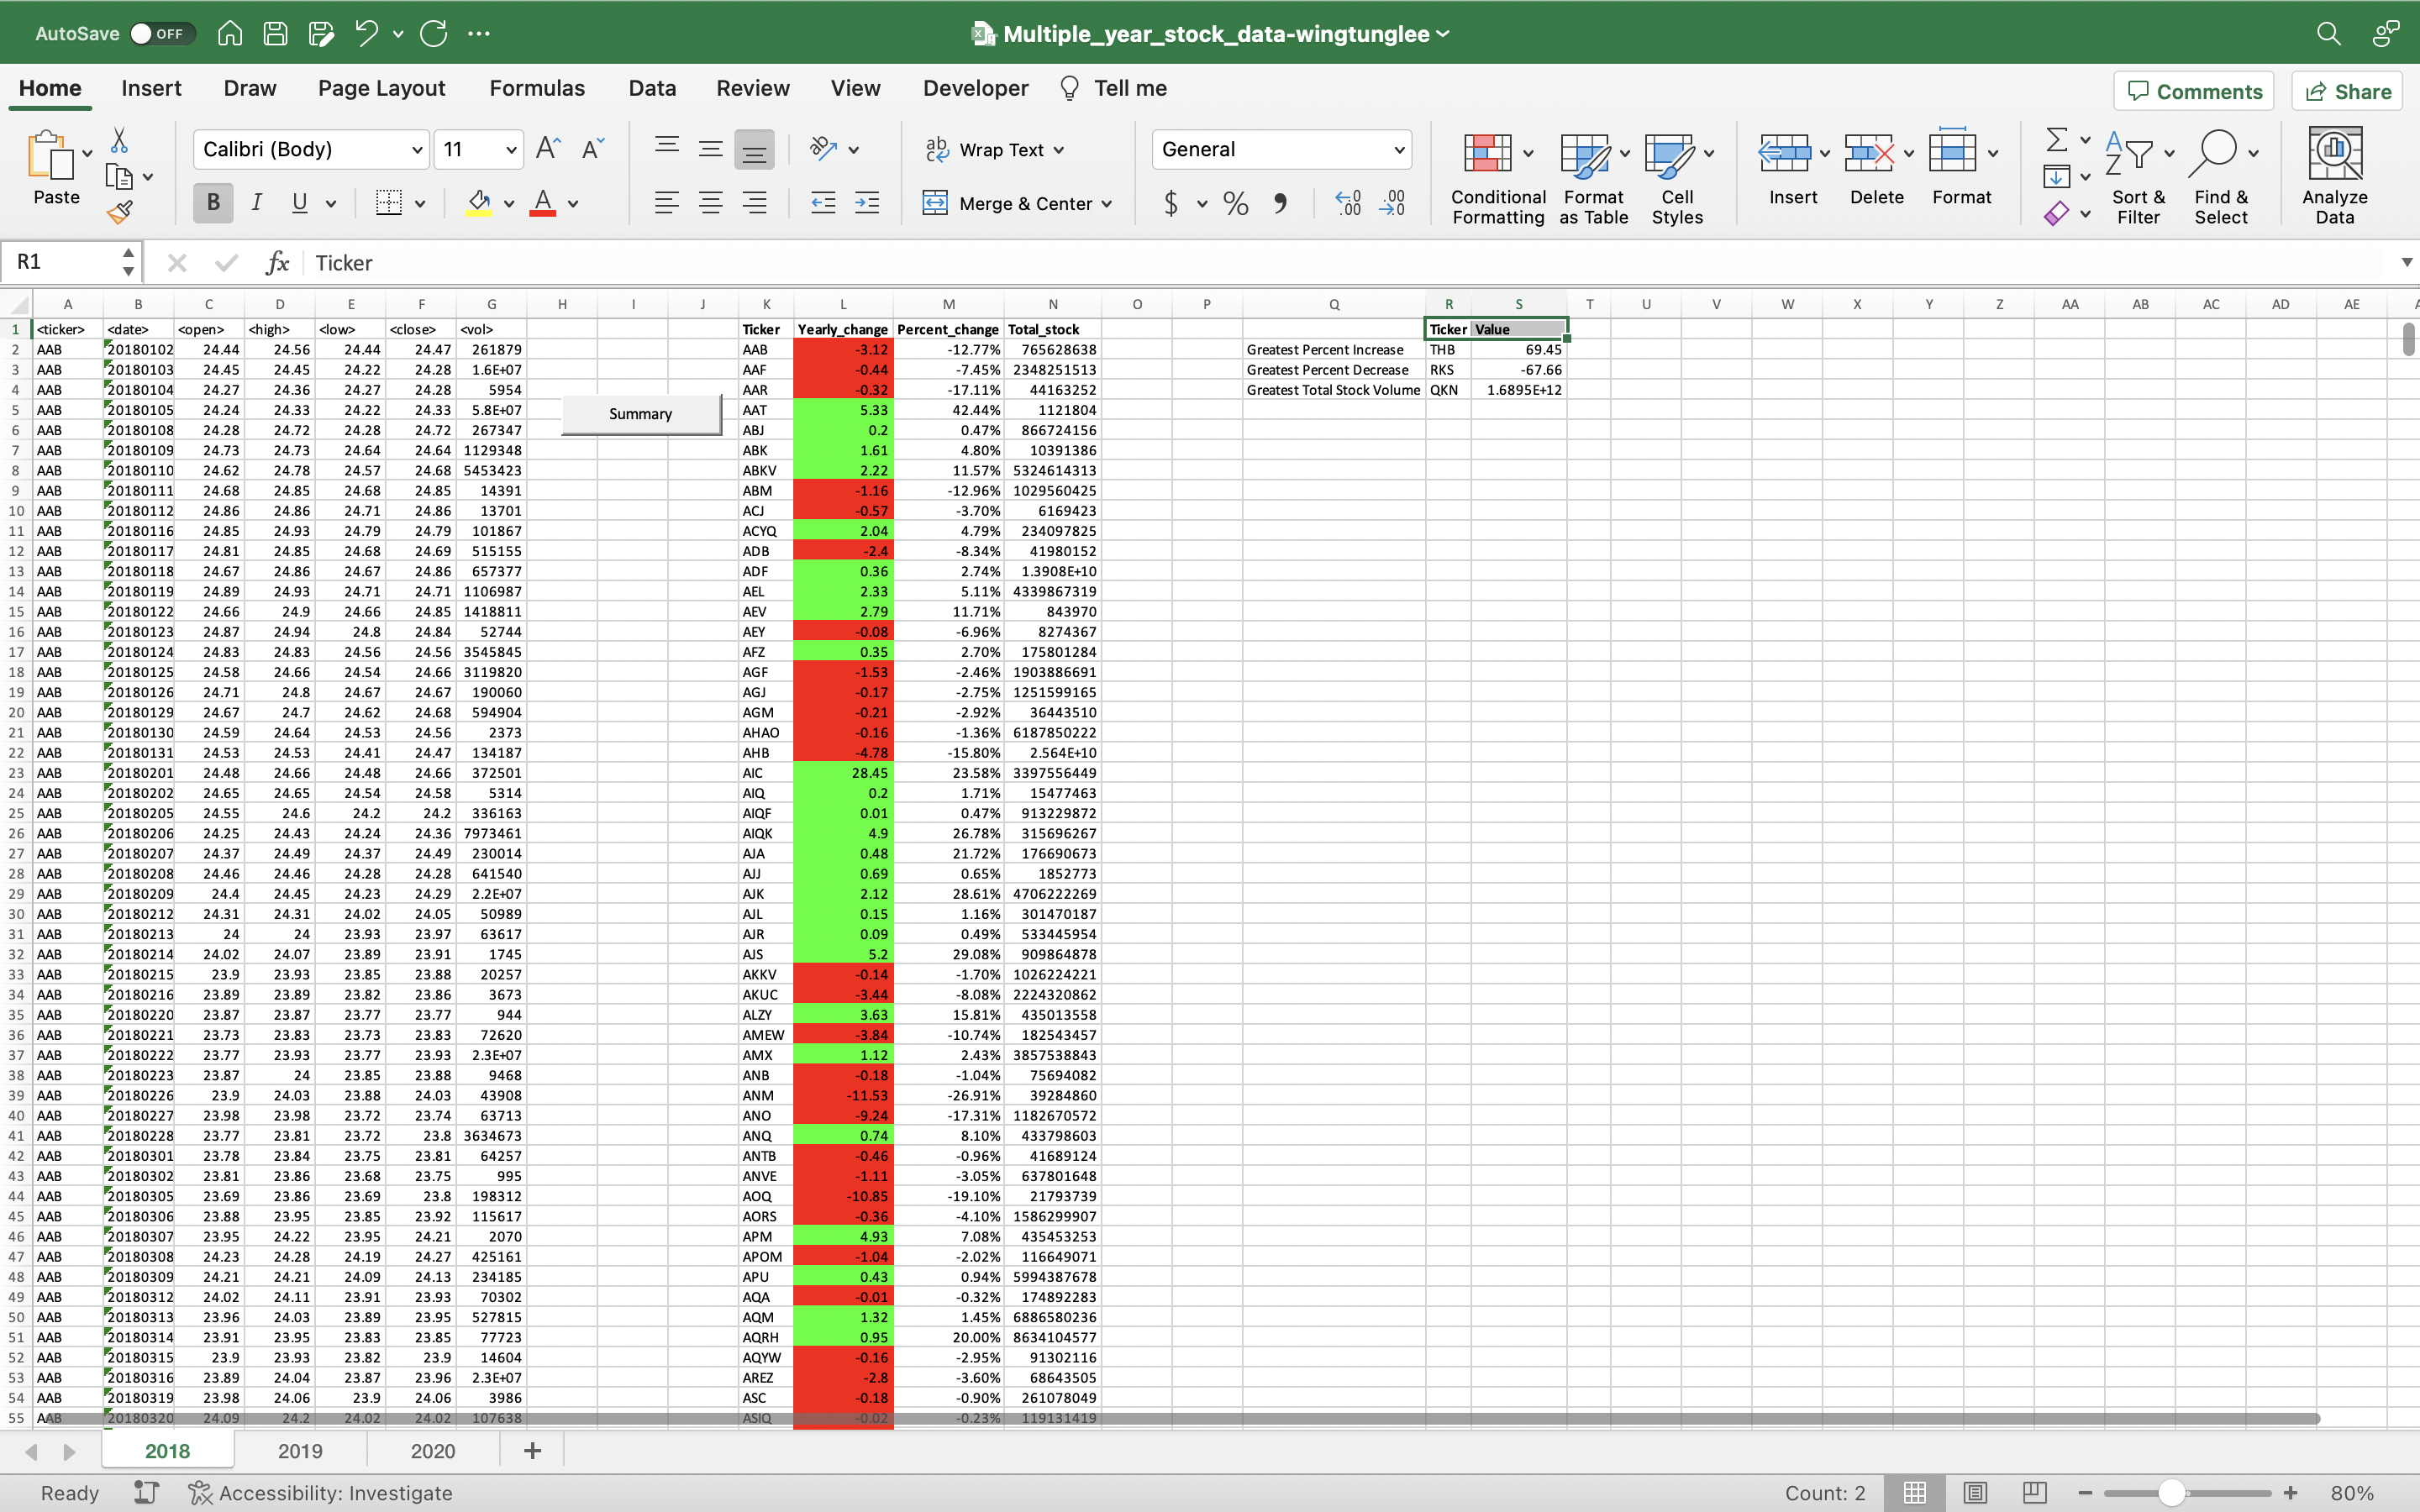 AutoSave OFF Multiple_year_stock_data-wingtunglee
Home Insert Draw Page Layout Formulas Data Review View Developer Tell me Comments Share
Paste Calibri (Body) 11 A^ A˅ ab c Wrap Text General Conditional Formatting Format as Table Cell Styles Insert Delete Format Sort & Filter Find & Select Analyze Data
B I U A Merge & Center $ % 9 .00 .00
R1 fx Ticker
A B C D E F G H I J K L M N O P Q R S T U V W X Y Z AA AB AC AD AE
1 <ticker> <date> <open> <high> <low> <close> <vol> Ticker Yearly_change Percent_change Total_stock Ticker Value
2 AAB 20180102 24.44 24.56 24.44 24.47 261879 AAB -3.12 -12.77% 765628638 Greatest Percent Increase THB 69.45
3 AAB 20180103 24.45 24.45 24.22 24.28 1.6E+07 AAF -0.44 -7.45% 2348251513 Greatest Percent Decrease RKS -67.66
4 AAB 20180104 24.27 24.36 24.27 24.28 5954 AAR -0.32 -17.11% 44163252 Greatest Total Stock Volume QKN 1.6895E+12
5 AAB 20180105 24.24 24.33 24.22 24.33 5.8E+07 Summary AAT 5.33 42.44% 1121804
6 AAB 20180108 24.28 24.72 24.28 24.72 267347 ABJ 0.2 0.47% 866724156
7 AAB 20180109 24.73 24.73 24.64 24.64 1129348 ABK 1.61 4.80% 10391386
8 AAB 20180110 24.62 24.78 24.57 24.68 5453423 ABKV 2.22 11.57% 5324614313
9 AAB 20180111 24.68 24.85 24.68 24.85 14391 ABM -1.16 -12.96% 1029560425
10 AAB 20180112 24.86 24.86 24.71 24.86 13701 ACJ -0.57 -3.70% 6169423
11 AAB 20180116 24.85 24.93 24.79 24.79 101867 ACYQ 2.04 4.79% 234097825
12 AAB 20180117 24.81 24.85 24.68 24.69 515155 ADB -2.4 -8.34% 41980152
13 AAB 20180118 24.67 24.86 24.67 24.86 657377 ADF 0.36 2.74% 1.3908E+10
14 AAB 20180119 24.89 24.93 24.71 24.71 1106987 AEL 2.33 5.11% 4339867319
15 AAB 20180122 24.66 24.9 24.66 24.85 1418811 AEV 2.79 11.71% 843970
16 AAB 20180123 24.87 24.94 24.8 24.84 52744 AEY -0.08 -6.96% 8274367
17 AAB 20180124 24.83 24.83 24.56 24.56 3545845 AFZ 0.35 2.70% 175801284
18 AAB 20180125 24.58 24.66 24.54 24.66 3119820 AGF -1.53 -2.46% 1903886691
19 AAB 20180126 24.71 24.8 24.67 24.67 190060 AGJ -0.17 -2.75% 1251599165
20 AAB 20180129 24.67 24.7 24.62 24.68 594904 AGM -0.21 -2.92% 36443510
21 AAB 20180130 24.59 24.64 24.53 24.56 2373 AHAO -0.16 -1.36% 6187850222
22 AAB 20180131 24.53 24.53 24.41 24.47 134187 AHB -4.78 -15.80% 2.564E+10
23 AAB 20180201 24.48 24.66 24.48 24.66 372501 AIC 28.45 23.58% 3397556449
24 AAB 20180202 24.65 24.65 24.54 24.58 5314 AIQ 0.2 1.71% 15477463
25 AAB 20180205 24.55 24.6 24.2 24.2 336163 AIQF 0.01 0.47% 913229872
26 AAB 20180206 24.25 24.43 24.24 24.36 7973461 AIQK 4.9 26.78% 315696267
27 AAB 20180207 24.37 24.49 24.37 24.49 230014 AJA 0.48 21.72% 176690673
28 AAB 20180208 24.46 24.46 24.28 24.28 641540 AJJ 0.69 0.65% 1852773
29 AAB 20180209 24.4 24.45 24.23 24.29 2.2E+07 AJK 2.12 28.61% 4706222269
30 AAB 20180212 24.31 24.31 24.02 24.05 50989 AJL 0.15 1.16% 301470187
31 AAB 20180213 24 24 23.93 23.97 63617 AJR 0.09 0.49% 533445954
32 AAB 20180214 24.02 24.07 23.89 23.91 1745 AJS 5.2 29.08% 909864878
33 AAB 20180215 23.9 23.93 23.85 23.88 20257 AKKV -0.14 -1.70% 1026224221
34 AAB 20180216 23.89 23.89 23.82 23.86 3673 AKUC -3.44 -8.08% 2224320862
35 AAB 20180220 23.87 23.87 23.77 23.77 944 ALZY 3.63 15.81% 435013558
36 AAB 20180221 23.73 23.83 23.73 23.83 72620 AMEW -3.84 -10.74% 182543457
37 AAB 20180222 23.77 23.93 23.77 23.93 2.3E+07 AMX 1.12 2.43% 3857538843
38 AAB 20180223 23.87 24 23.85 23.88 9468 ANB -0.18 -1.04% 75694082
39 AAB 20180226 23.9 24.03 23.88 24.03 43908 ANM -11.53 -26.91% 39284860
40 AAB 20180227 23.98 23.98 23.72 23.74 63713 ANO -9.24 -17.31% 1182670572
41 AAB 20180228 23.77 23.81 23.72 23.8 3634673 ANQ 0.74 8.10% 433798603
42 AAB 20180301 23.78 23.84 23.75 23.81 64257 ANTB -0.46 -0.96% 41689124
43 AAB 20180302 23.81 23.86 23.68 23.75 995 ANVE -1.11 -3.05% 637801648
44 AAB 20180305 23.69 23.86 23.69 23.8 198312 AOQ -10.85 -19.10% 21793739
45 AAB 20180306 23.88 23.95 23.85 23.92 115617 AORS -0.36 -4.10% 1586299907
46 AAB 20180307 23.95 24.22 23.95 24.21 2070 APM 4.93 7.08% 435453253
47 AAB 20180308 24.23 24.28 24.19 24.27 425161 APOM -1.04 -2.02% 116649071
48 AAB 20180309 24.21 24.21 24.09 24.13 234185 APU 0.43 0.94% 5994387678
49 AAB 20180312 24.02 24.11 23.91 23.93 70302 AQA -0.01 -0.32% 174892283
50 AAB 20180313 23.96 24.03 23.89 23.95 527815 AQM 1.32 1.45% 6886580236
51 AAB 20180314 23.91 23.95 23.83 23.85 77723 AQRH 0.95 20.00% 8634104577
52 AAB 20180315 23.9 23.93 23.82 23.9 14604 AQYW -0.16 -2.95% 91302116
53 AAB 20180316 23.89 24.04 23.87 23.96 2.3E+07 AREZ -2.8 -3.60% 68643505
54 AAB 20180319 23.98 24.06 23.9 24.06 3986 ASC -0.18 -0.90% 261078049
55 AAB 20180320 24.09 24.2 24.02 24.02 107638 ASIQ -0.02 -0.23% 119131419
2018 2019 2020 +
Ready Accessibility: Investigate Count: 2 80%